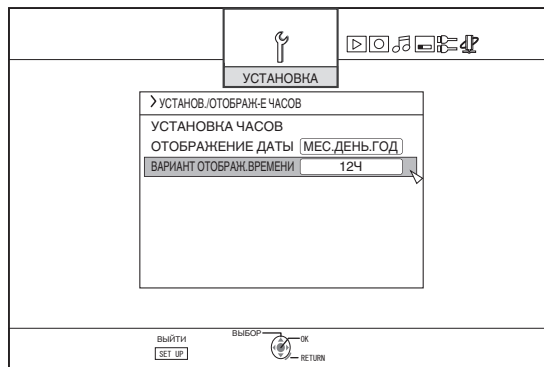 УСТАНОВКА
УСТАНОВ./ОТОБРАЖ-Е ЧАСОВ
УСТАНОВКА ЧАСОВ
ОТОБРАЖЕНИЕ ДАТЫ МЕС.ДЕНЬ.ГОД
ВАРИАНТ ОТОБРАЖ.ВРЕМЕНИ 12Ч
ВЫЙТИ
SET UP
ВЫБОР
OK
RETURN